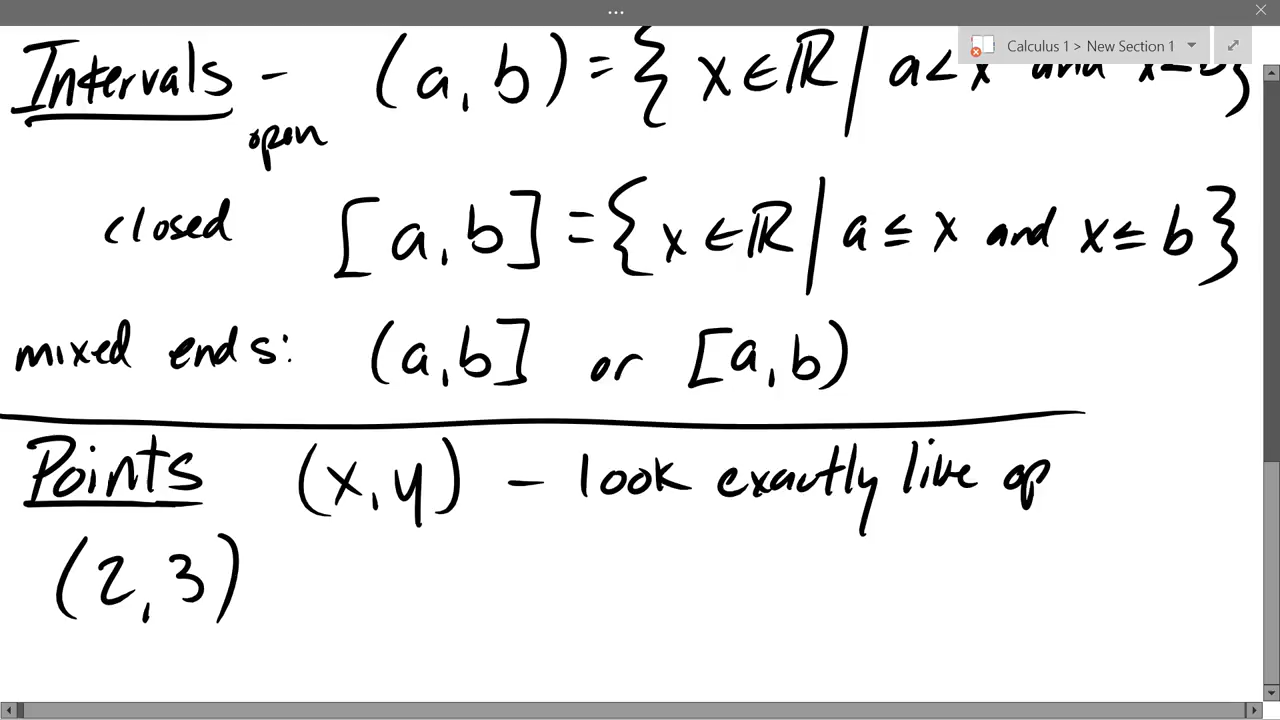 Calculus 1 > New Section 1
Intervals - (a, b) = { x ∈ ℝ | a < x and x < b }
open
closed [a, b] = { x ∈ ℝ | a ≤ x and x ≤ b }
mixed ends: (a, b] or [a, b)
Points (x, y) - look exactly like op
(2, 3)